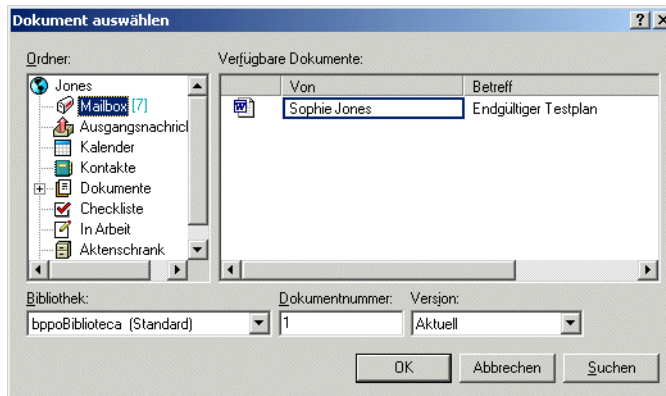 Dokument auswählen
Ordner:
Verfügbare Dokumente:
Jones
Mailbox [7]
Ausgangsnachricl
Kalender
Kontakte
Dokumente
Checkliste
In Arbeit
Aktenschrank
Von Betreff
Sophie Jones Endgültiger Testplan
Bibliothek: Dokumentnummer: Version:
bppoBiblioteca (Standard) 1 Aktuell
OK Abbrechen Suchen